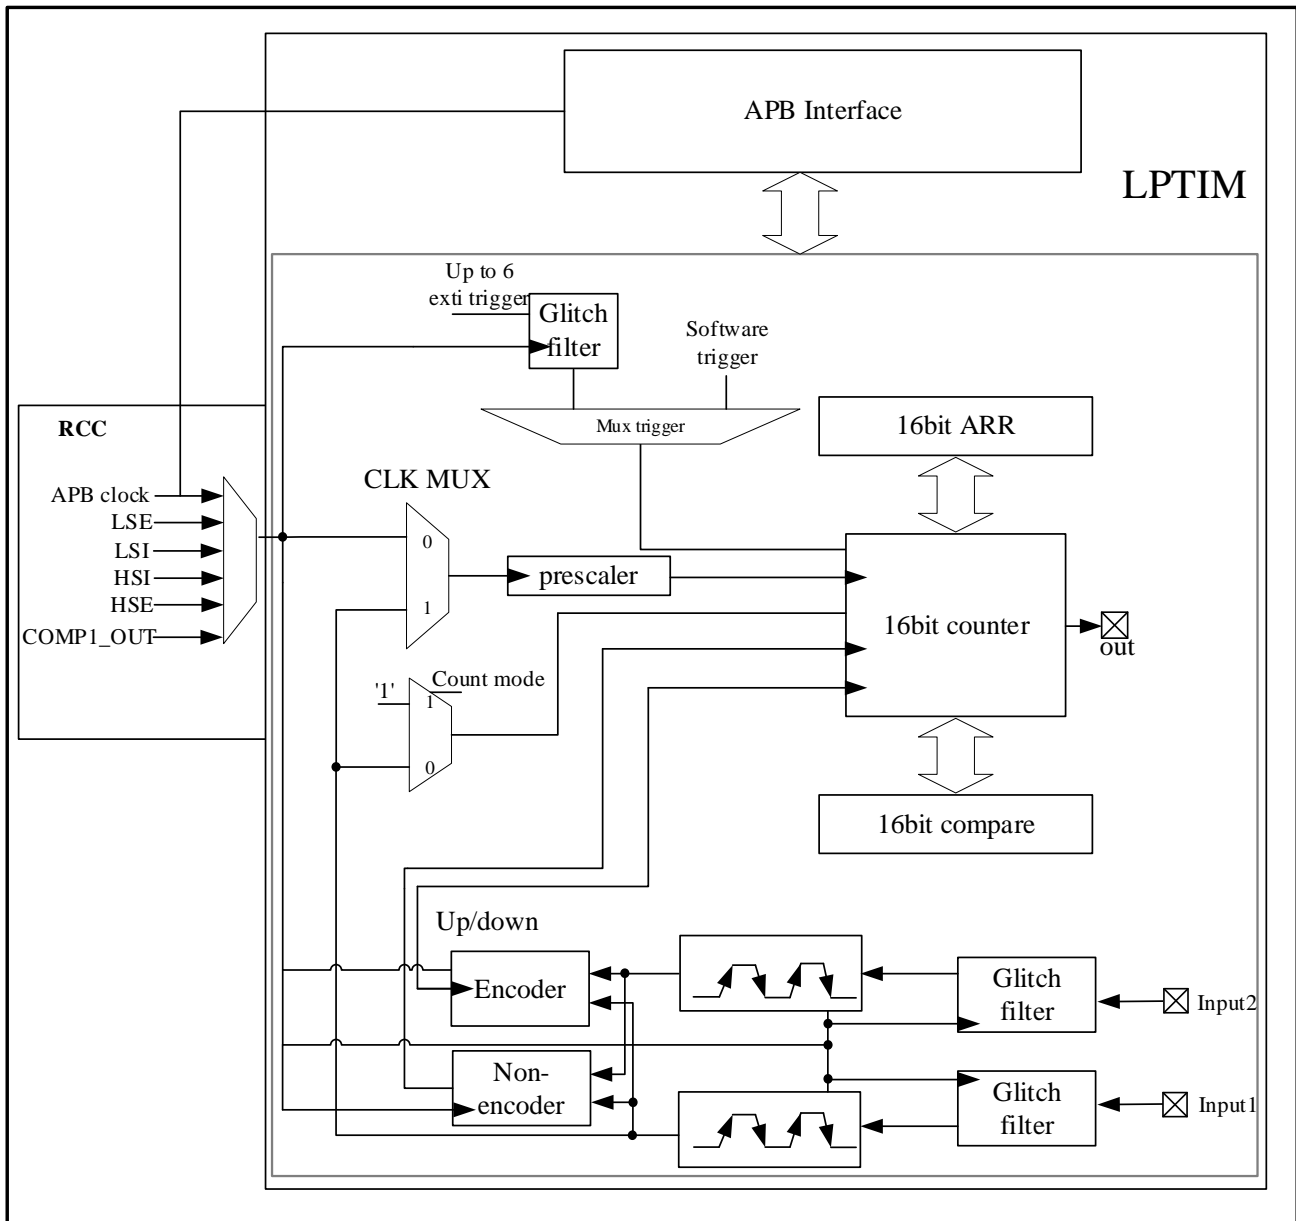 APB Interface
LPTIM
Up to 6
exti trigger
Glitch
filter
Software
trigger
Mux trigger
16bit ARR
RCC
CLK MUX
APB clock
LSE
LSI
HSI
HSE
COMP1_OUT
0
1
prescaler
16bit counter
out
'1'
Count mode
1
0
16bit compare
Up/down
Encoder
Glitch
filter
Input2
Non-
encoder
Glitch
filter
Input1